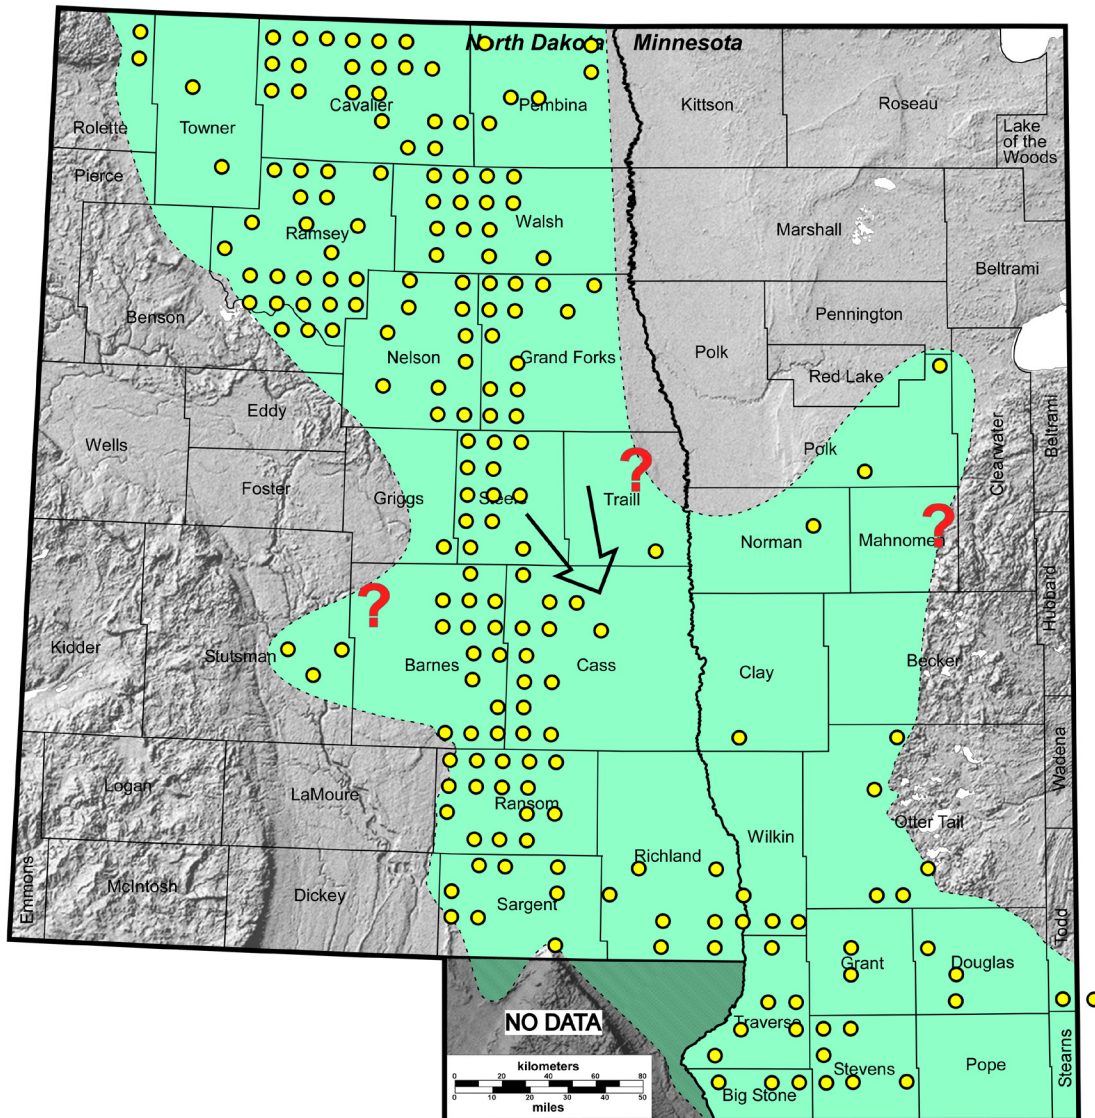 North Dakota Minnesota
Cavalier
Pembina
Kittson
Roseau
Rolette
Towner
Lake
of the
Woods
Pierce
Ramsey
Walsh
Marshall
Beltrami
Benson
Pennington
Nelson
Grand Forks
Polk
Red Lake
Eddy
Beltrami
Wells
Polk
Clearwater
Foster
Griggs
Steele
Traill
?
Norman
Mahnomen
?
?
Hubbard
Kidder
Stutsman
Barnes
Cass
Clay
Becker
Wadena
Logan
LaMoure
Ransom
Wilkin
Otter Tail
Richland
Emmons
McIntosh
Dickey
Sargent
Todd
Grant
Douglas
NO DATA
Traverse
Stearns
Stevens
Pope
Big Stone
kilometers
0 20 40 60 80
0 10 20 30 40 50
miles